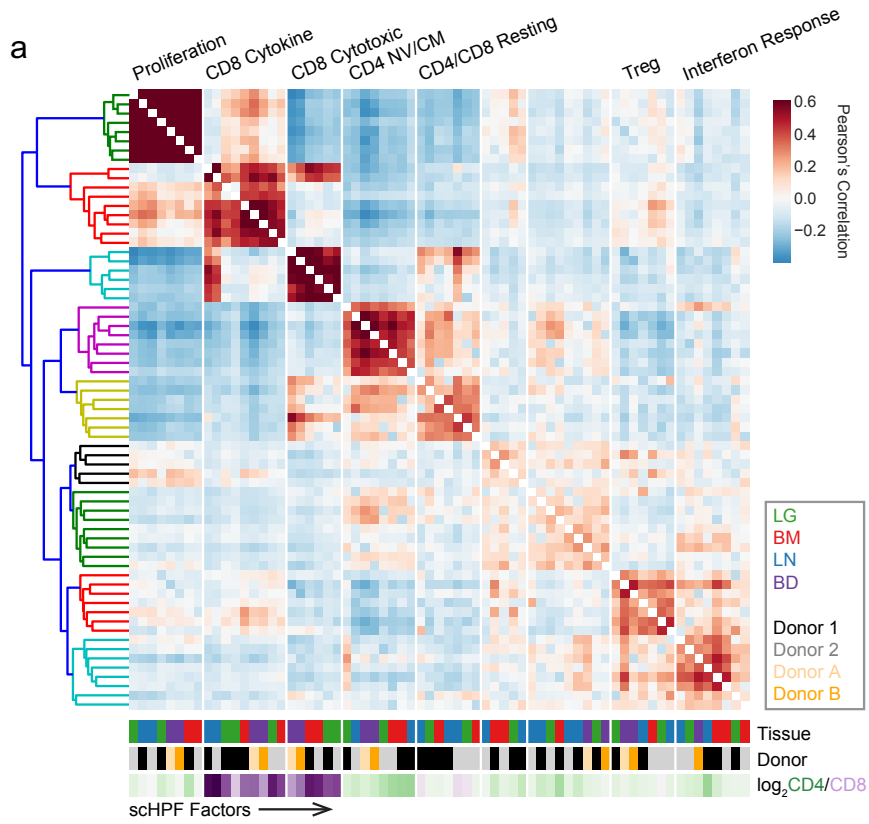 a
Proliferation
CD8 Cytokine
CD8 Cytotoxic
CD4 NV/CM
CD4/CD8 Resting
Treg
Interferon Response
0.6
0.4
0.2
0.0
−0.2
Pearson's Correlation
LG
BM
LN
BD
Donor 1
Donor 2
Donor A
Donor B
Tissue
Donor
log₂CD4/CD8
scHPF Factors